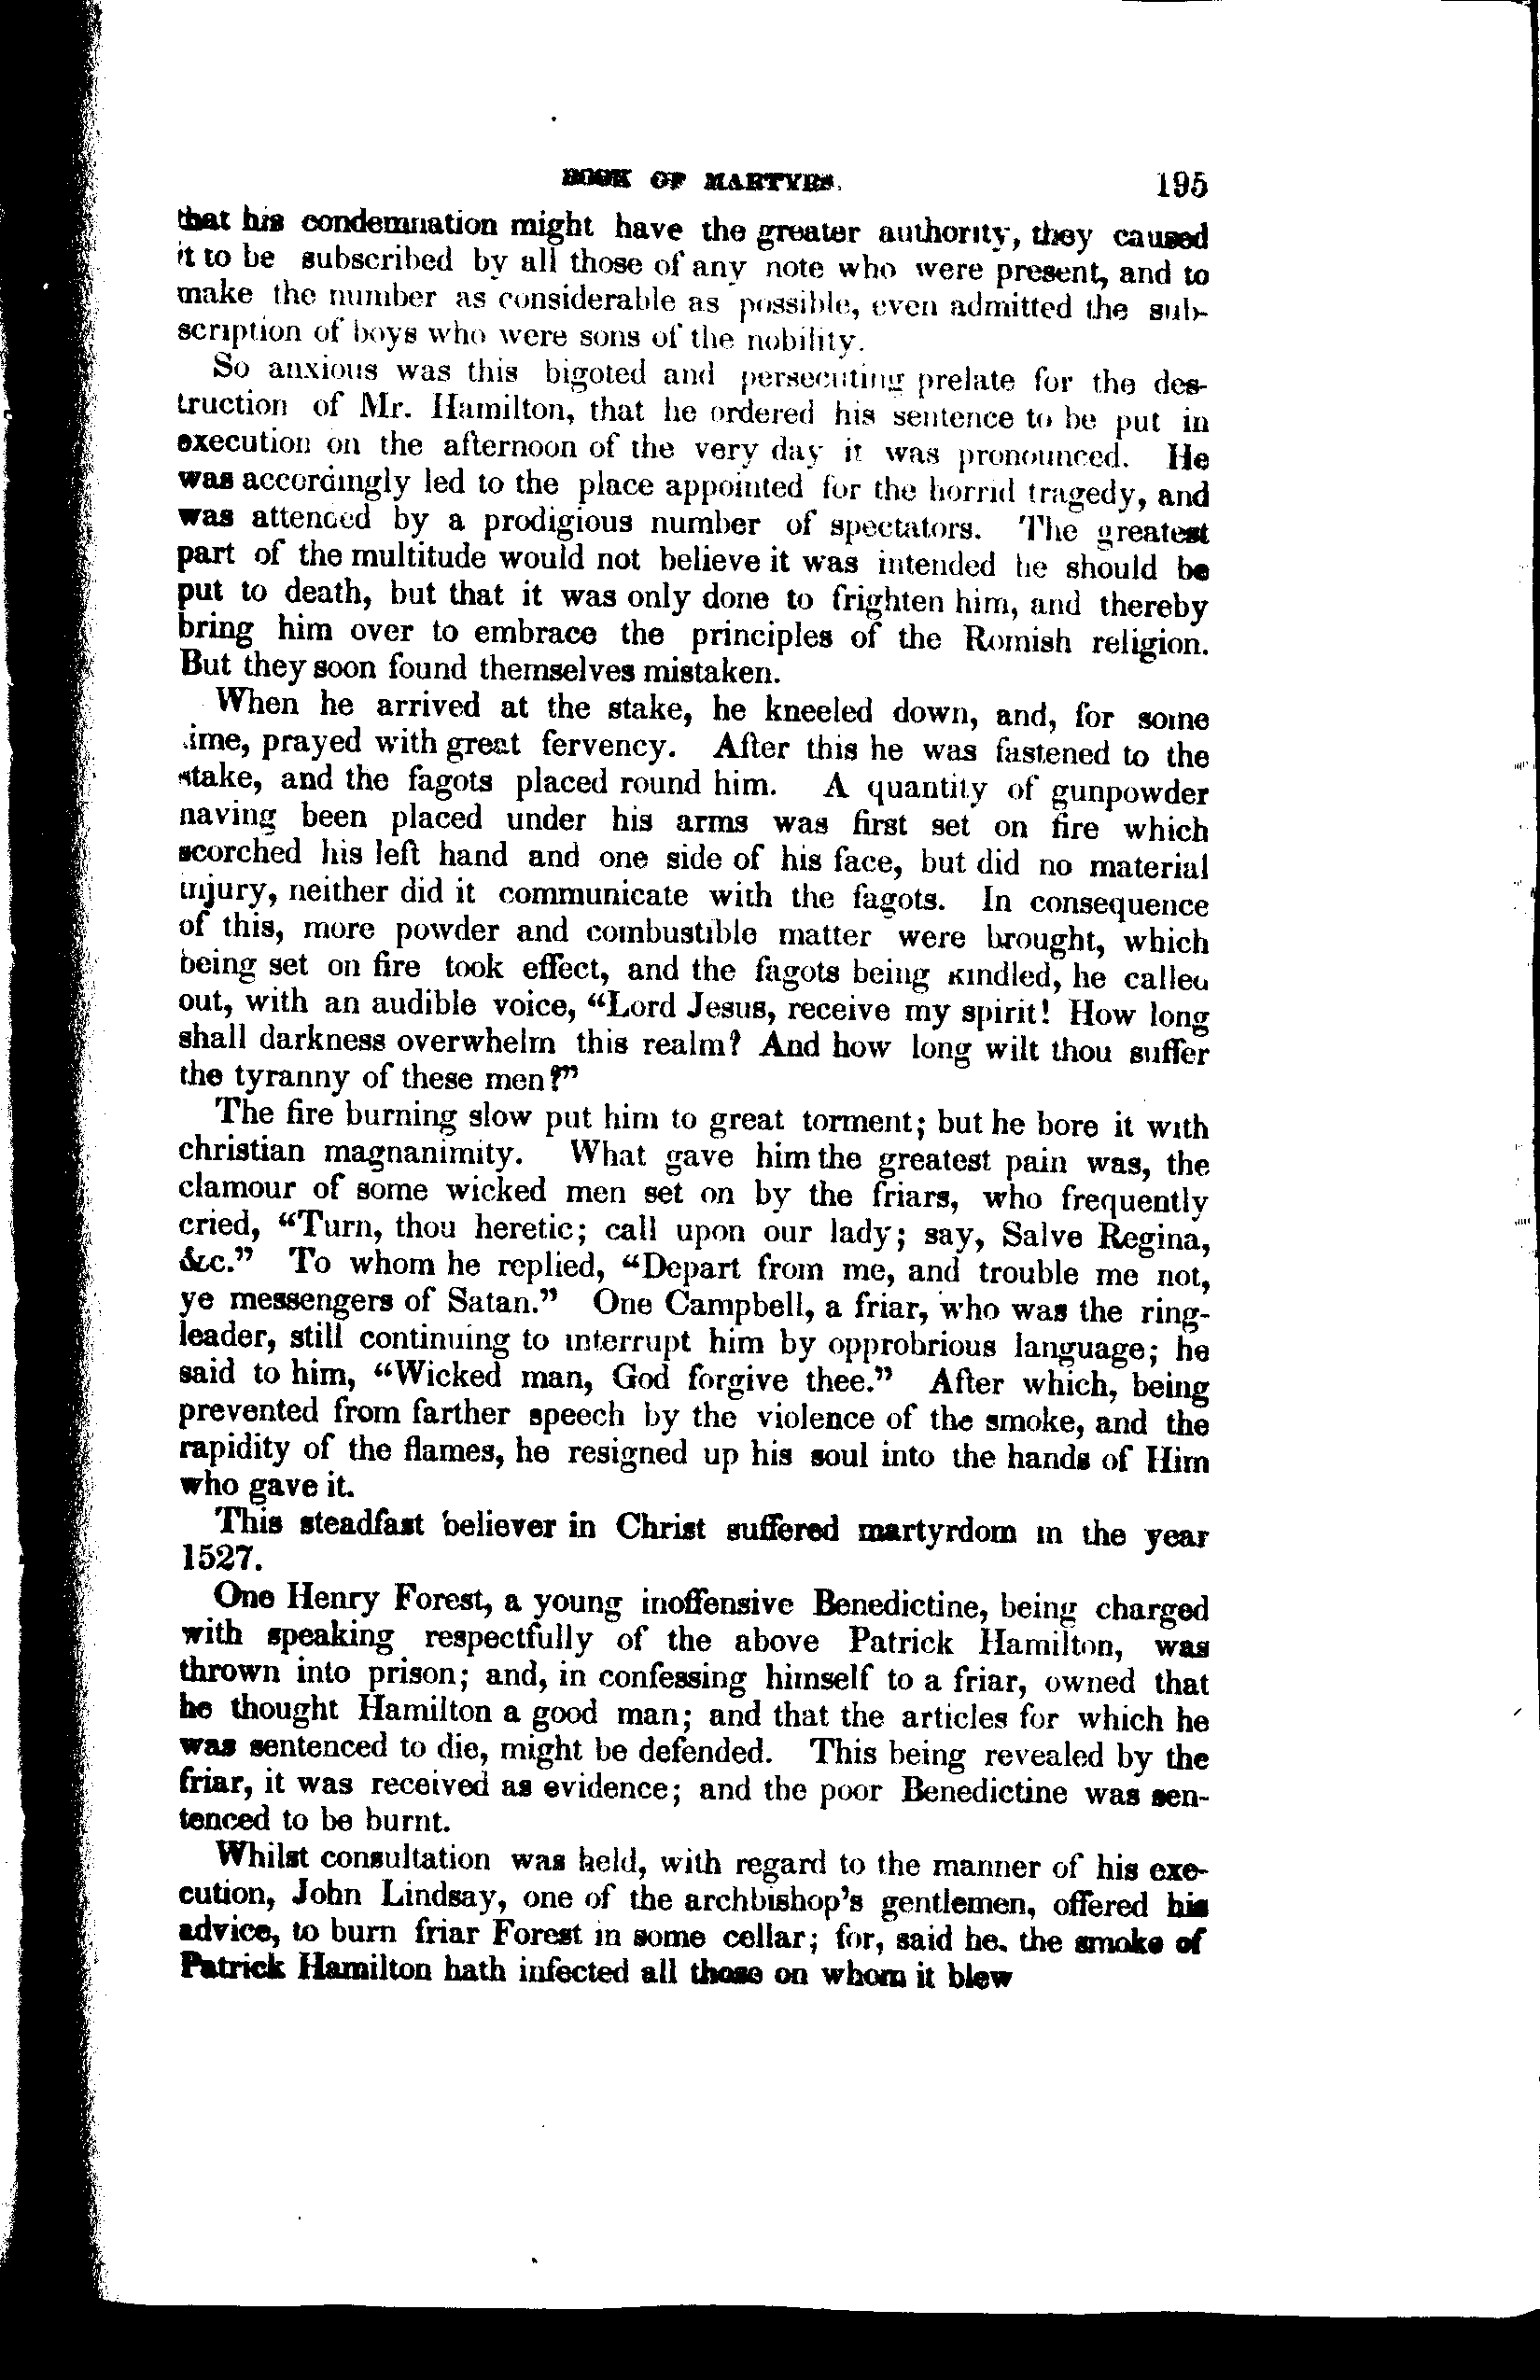 BOOK OF MARTYRS. 195
that his condemnation might have the greater authority, they caused
it to be subscribed by all those of any note who were present, and to
make the number as considerable as possible, even admitted the sub-
scription of boys who were sons of the nobility.
So anxious was this bigoted and persecuting prelate for the des-
truction of Mr. Hamilton, that he ordered his sentence to be put in
execution on the afternoon of the very day it was pronounced. He
was accordingly led to the place appointed for the horrid tragedy, and
was attended by a prodigious number of spectators. The greatest
part of the multitude would not believe it was intended he should be
put to death, but that it was only done to frighten him, and thereby
bring him over to embrace the principles of the Romish religion.
But they soon found themselves mistaken.
When he arrived at the stake, he kneeled down, and, for some
time, prayed with great fervency. After this he was fastened to the
stake, and the fagots placed round him. A quantity of gunpowder
having been placed under his arms was first set on fire which
scorched his left hand and one side of his face, but did no material
injury, neither did it communicate with the fagots. In consequence
of this, more powder and combustible matter were brought, which
being set on fire took effect, and the fagots being kindled, he called
out, with an audible voice, “Lord Jesus, receive my spirit! How long
shall darkness overwhelm this realm? And how long wilt thou suffer
the tyranny of these men?”
The fire burning slow put him to great torment; but he bore it with
christian magnanimity. What gave him the greatest pain was, the
clamour of some wicked men set on by the friars, who frequently
cried, “Turn, thou heretic; call upon our lady; say, Salve Regina,
&c.” To whom he replied, “Depart from me, and trouble me not,
ye messengers of Satan.” One Campbell, a friar, who was the ring-
leader, still continuing to interrupt him by opprobrious language; he
said to him, “Wicked man, God forgive thee.” After which, being
prevented from farther speech by the violence of the smoke, and the
rapidity of the flames, he resigned up his soul into the hands of Him
who gave it.
This steadfast believer in Christ suffered martyrdom in the year
1527.
One Henry Forest, a young inoffensive Benedictine, being charged
with speaking respectfully of the above Patrick Hamilton, was
thrown into prison; and, in confessing himself to a friar, owned that
he thought Hamilton a good man; and that the articles for which he
was sentenced to die, might be defended. This being revealed by the
friar, it was received as evidence; and the poor Benedictine was sen-
tenced to be burnt.
Whilst consultation was held, with regard to the manner of his exe-
cution, John Lindsay, one of the archbishop's gentlemen, offered his
advice, to burn friar Forest in some cellar; for, said he, the smoke of
Patrick Hamilton hath infected all those on whom it blew